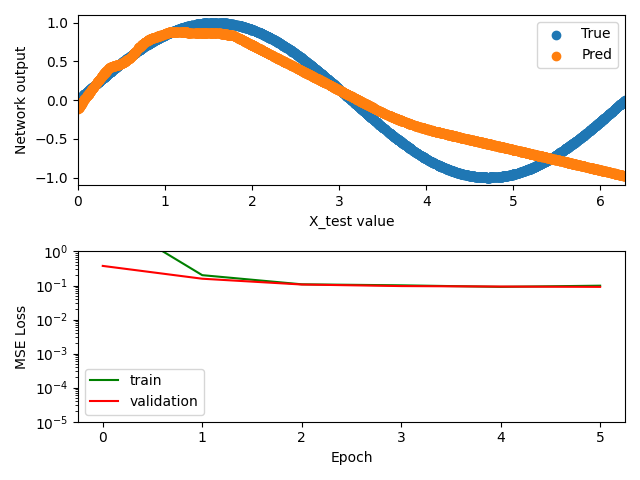 1.0
0.5
0.0
−0.5
−1.0
Network output
True
Pred
0 1 2 3 4 5 6
X_test value
10⁰
10⁻¹
10⁻²
10⁻³
10⁻⁴
10⁻⁵
MSE Loss
train
validation
0 1 2 3 4 5
Epoch